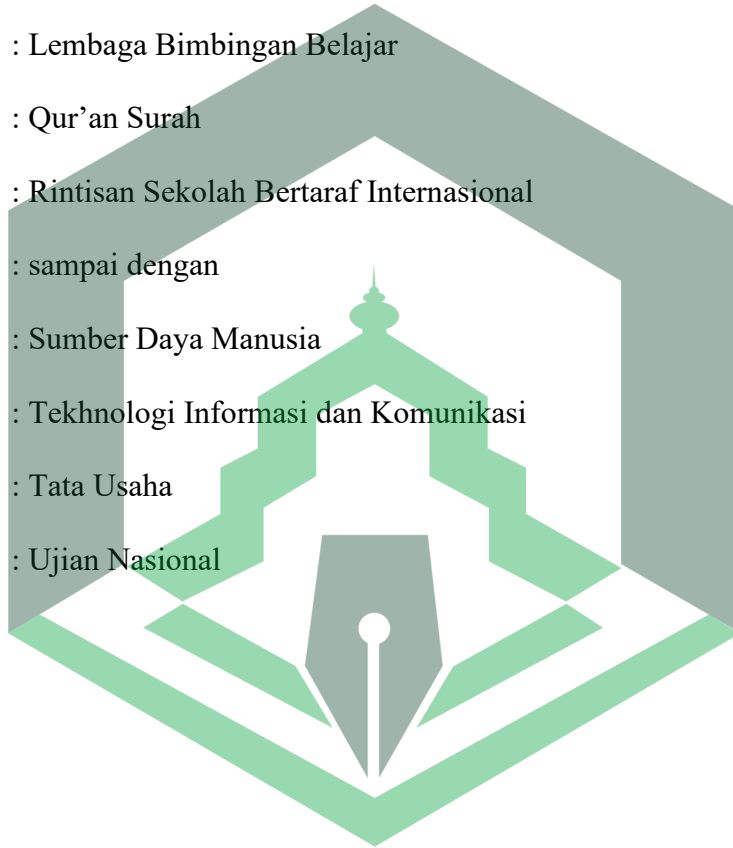 : Lembaga Bimbingan Belajar
: Qur’an Surah
: Rintisan Sekolah Bertaraf Internasional
: sampai dengan
: Sumber Daya Manusia
: Tekhnologi Informasi dan Komunikasi
: Tata Usaha
: Ujian Nasional